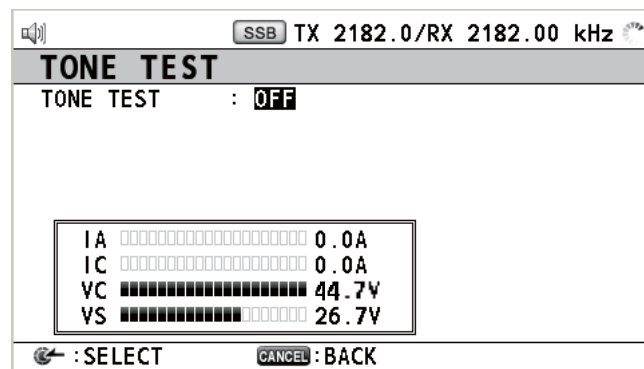 SSB TX 2182.0/RX 2182.00 kHz
TONE TEST
TONE TEST : OFF
IA 0.0A
IC 0.0A
VC 44.7V
VS 26.7V
:SELECT CANCEL :BACK